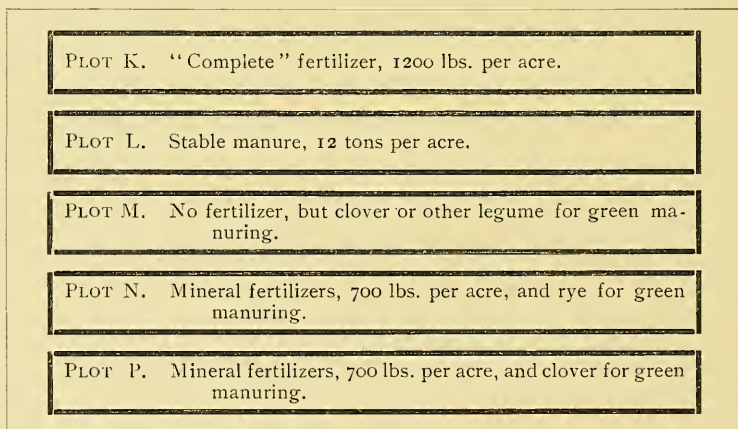 PLOT K. "Complete" fertilizer, 1200 lbs. per acre.
PLOT L. Stable manure, 12 tons per acre.
PLOT M. No fertilizer, but clover or other legume for green ma-
nuring.
PLOT N. Mineral fertilizers, 700 lbs. per acre, and rye for green
manuring.
PLOT P. Mineral fertilizers, 700 lbs. per acre, and clover for green
manuring.